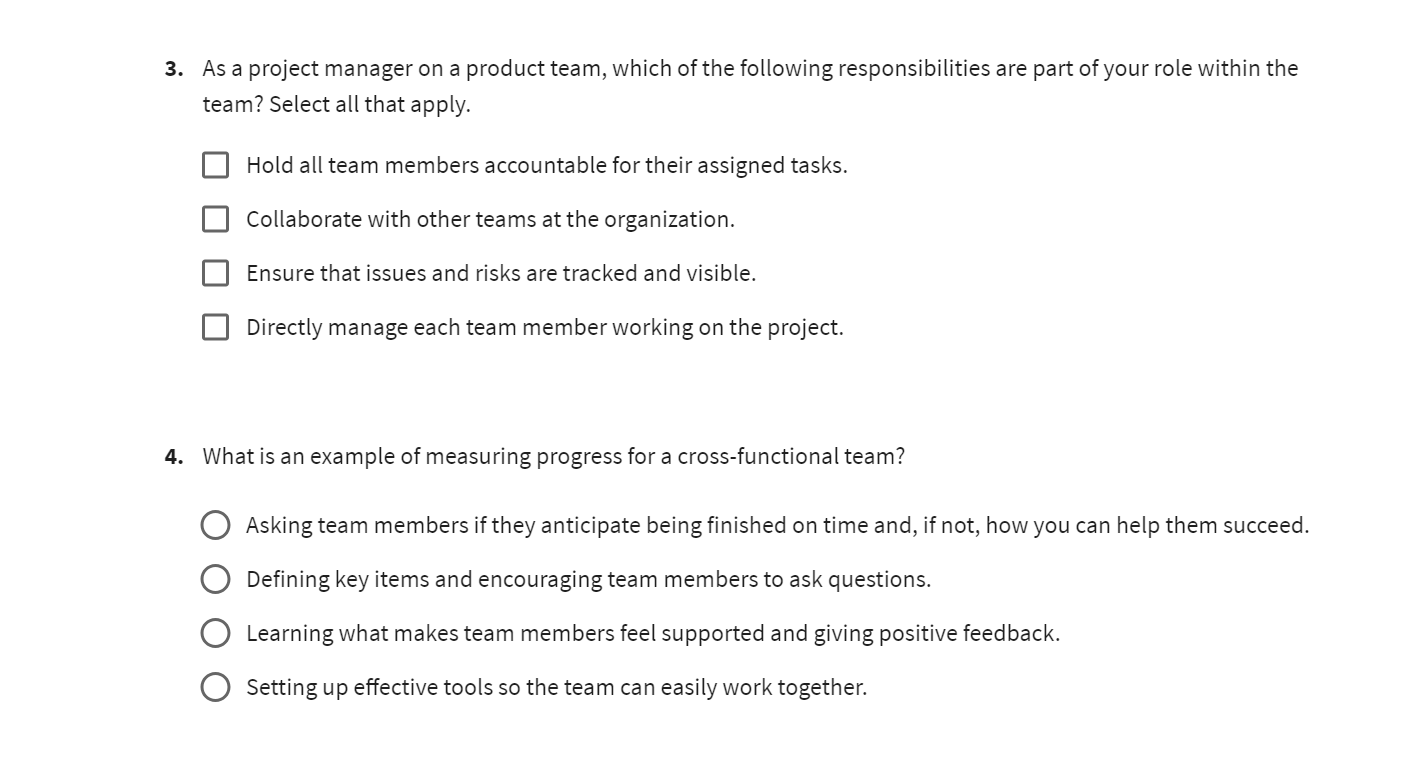 3. As a project manager on a product team, which of the following responsibilities are part of your role within the
team? Select all that apply.
Hold all team members accountable for their assigned tasks.
Collaborate with other teams at the organization.
Ensure that issues and risks are tracked and visible.
Directly manage each team member working on the project.
4. What is an example of measuring progress for a cross-functional team?
Asking team members if they anticipate being finished on time and, if not, how you can help them succeed.
Defining key items and encouraging team members to ask questions.
Learning what makes team members feel supported and giving positive feedback.
Setting up effective tools so the team can easily work together.